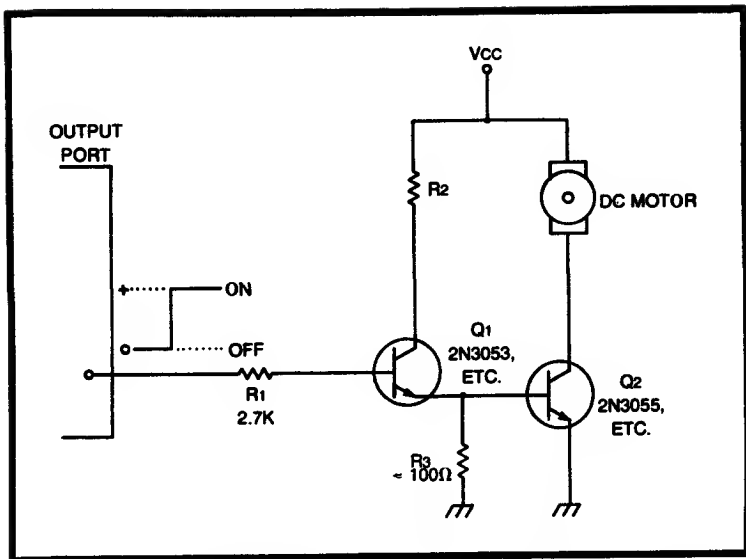 VCC
OUTPUT
PORT
R2
DC MOTOR
+
ON
OFF
Q1
2N3053,
ETC.
Q2
2N3055,
ETC.
R1
2.7K
R3
≈ 100Ω